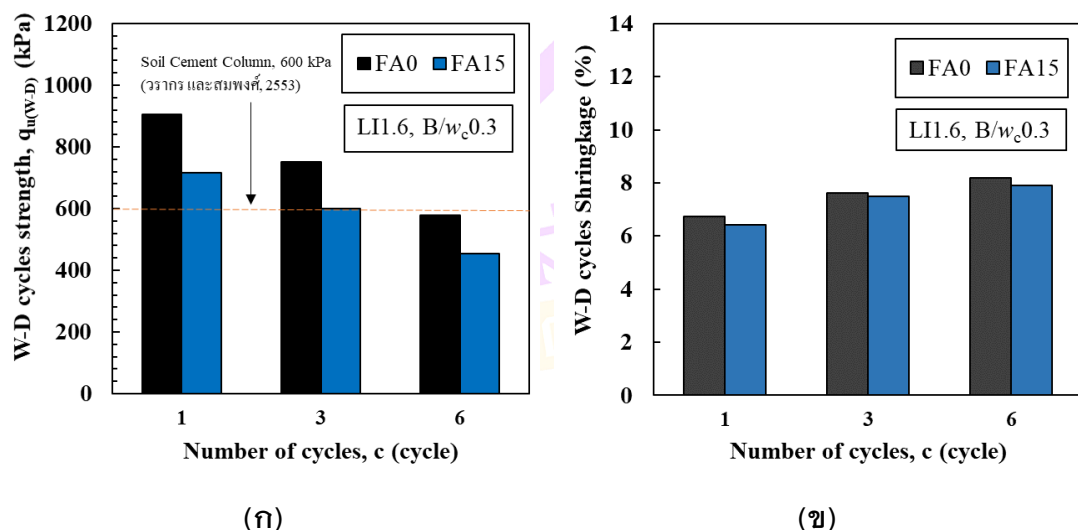 1200
1000
800
600
400
200
0
W-D cycles strength, qu(W-D) (kPa)
Soil Cement Column, 600 kPa
(วรากร และสมพงศ์, 2553)
FA0 FA15
LI1.6, B/wc0.3
1 3 6
Number of cycles, c (cycle)
(ก)
14
12
10
8
6
4
2
0
W-D cycles Shringkage (%)
FA0 FA15
LI1.6, B/wc0.3
1 3 6
Number of cycles, c (cycle)
(ข)